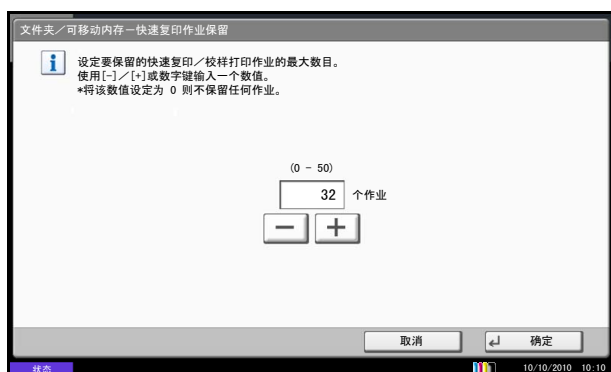 文件夹／可移动内存－快速复印作业保留
设定要保留的快速复印／校样打印作业的最大数目。
使用[-]／[+]或数字键输入一个数值。
*将该数值设定为 0 则不保留任何作业。
(0 - 50)
32 个作业
取消 确定
状态 10/10/2010 10:10